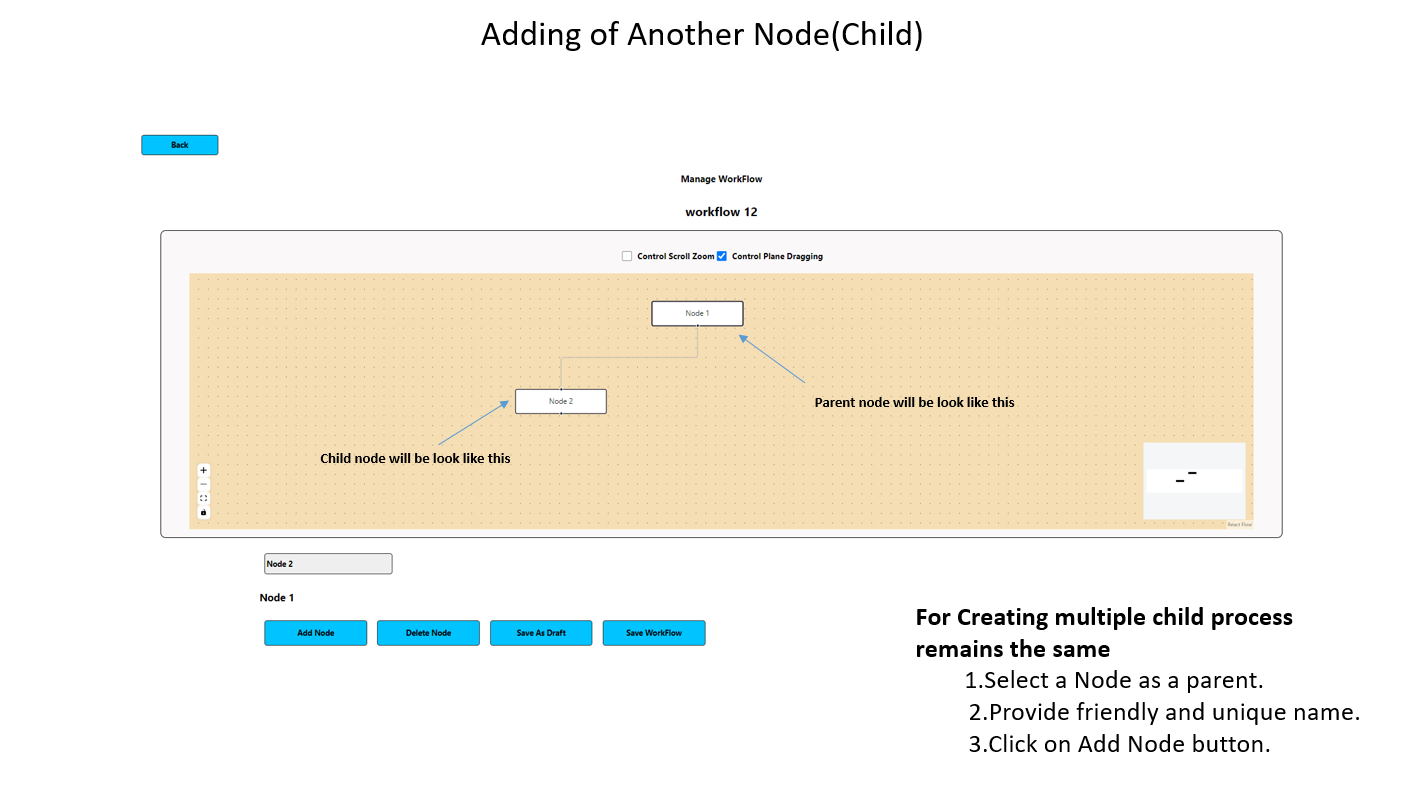 Adding of Another Node(Child)
Back
Manage WorkFlow
workflow 12
Control Scroll Zoom Control Plane Dragging
Node 1
Node 2
Parent node will be look like this
Child node will be look like this
React Flow
Node 2
Node 1
Add Node Delete Node Save As Draft Save WorkFlow
For Creating multiple child process
remains the same
1.Select a Node as a parent.
2.Provide friendly and unique name.
3.Click on Add Node button.